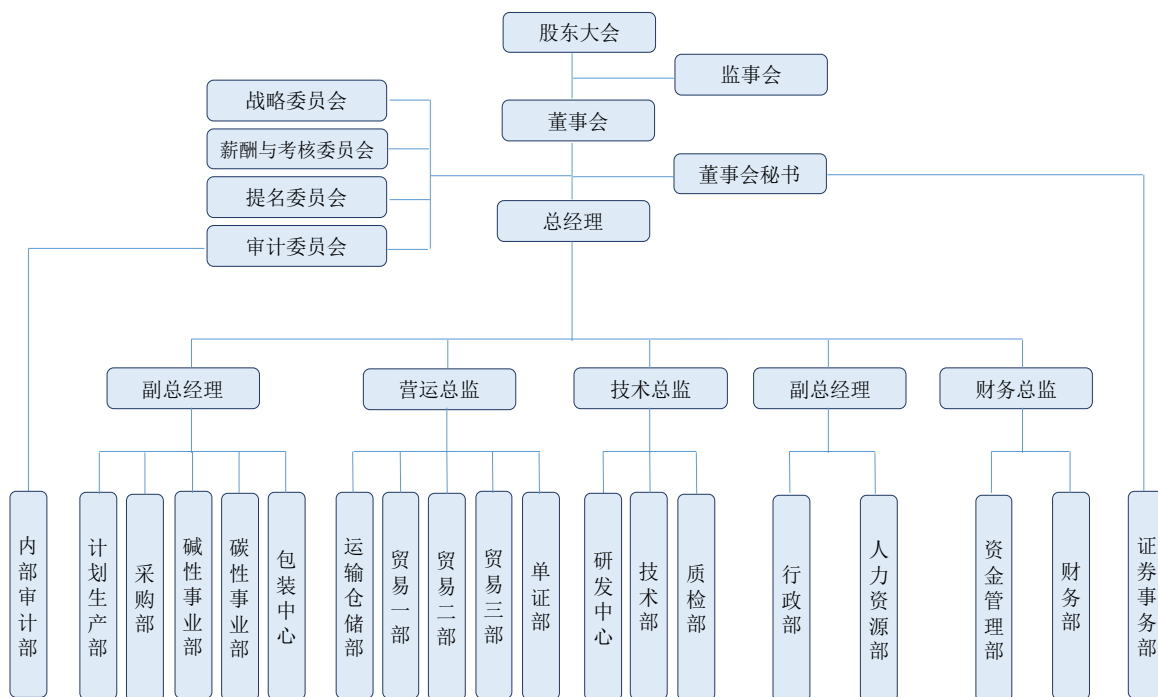 股东大会
监事会
战略委员会
董事会
薪酬与考核委员会
董事会秘书
提名委员会
总经理
审计委员会
副总经理
营运总监
技术总监
副总经理
财务总监
内部审计部
计划生产部
采购部
碱性事业部
碳性事业部
包装中心
运输仓储部
贸易一部
贸易二部
贸易三部
单证部
研发中心
技术部
质检部
行政部
人力资源部
资金管理部
财务部
证券事务部